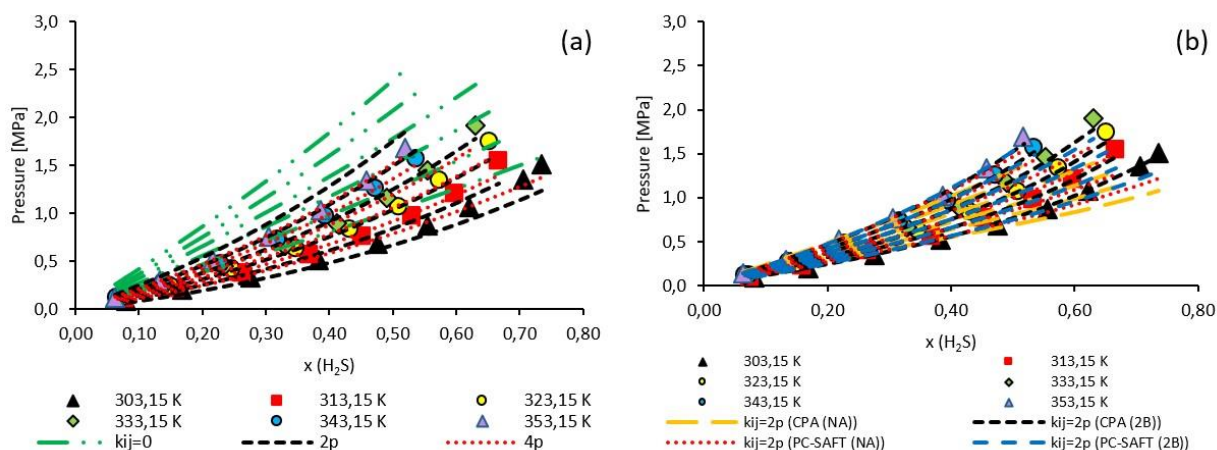 (a)
3,0
2,5
2,0
1,5
1,0
0,5
0,0
Pressure [MPa]
0,00 0,10 0,20 0,30 0,40 0,50 0,60 0,70 0,80
x (H₂S)
303,15 K 313,15 K 323,15 K
333,15 K 343,15 K 353,15 K
kij=0 2p 4p
(b)
3,0
2,5
2,0
1,5
1,0
0,5
0,0
Pressure [MPa]
0,00 0,20 0,40 0,60 0,80
x (H₂S)
303,15 K 313,15 K
323,15 K 333,15 K
343,15 K 353,15 K
kij=2p (CPA (NA)) kij=2p (CPA (2B))
kij=2p (PC-SAFT (NA)) kij=2p (PC-SAFT (2B))